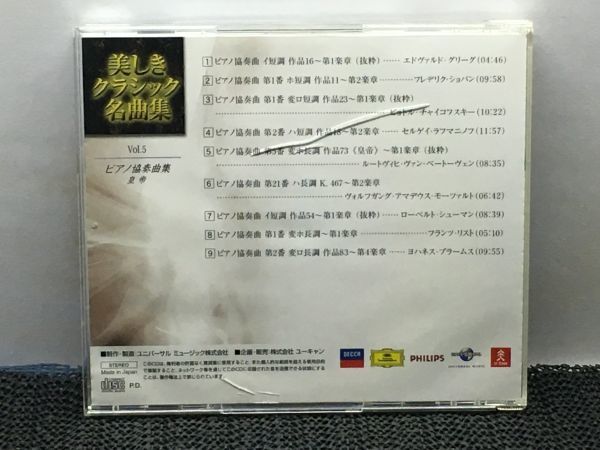 美しき
クラシック
名曲集
Vol.5
ピアノ協奏曲集
皇帝
1 ピアノ協奏曲 イ短調 作品16～第1楽章（抜粋）…… エドヴァルド・グリーグ(04:46)
2 ピアノ協奏曲 第1番 ホ短調 作品11～第2楽章 …… フレデリク・ショパン(09:58)
3 ピアノ協奏曲 第1番 変ロ短調 作品23～第1楽章（抜粋）
…… ピョトル・チャイコフスキー(10:22)
4 ピアノ協奏曲 第2番 ハ短調 作品18～第2楽章 …… セルゲイ・ラフマニノフ(11:57)
5 ピアノ協奏曲 第5番 変ホ長調 作品73《皇帝》～第1楽章（抜粋）
…… ルートヴィヒ・ヴァン・ベートーヴェン(08:35)
6 ピアノ協奏曲 第21番 ハ長調 K. 467～第2楽章
…… ヴォルフガング・アマデウス・モーツァルト(06:42)
7 ピアノ協奏曲 イ短調 作品54～第1楽章（抜粋）…… ローベルト・シューマン(08:39)
8 ピアノ協奏曲 第1番 変ホ長調～第1楽章 …… フランツ・リスト(05:10)
9 ピアノ協奏曲 第2番 変ロ長調 作品83～第4楽章 …… ヨハネス・ブラームス(09:55)
■制作・製造：ユニバーサル ミュージック株式会社 ■企画・販売：株式会社 ユーキャン
STEREO
Made in Japan
DISC
P.D.
DECCA
PHILIPS